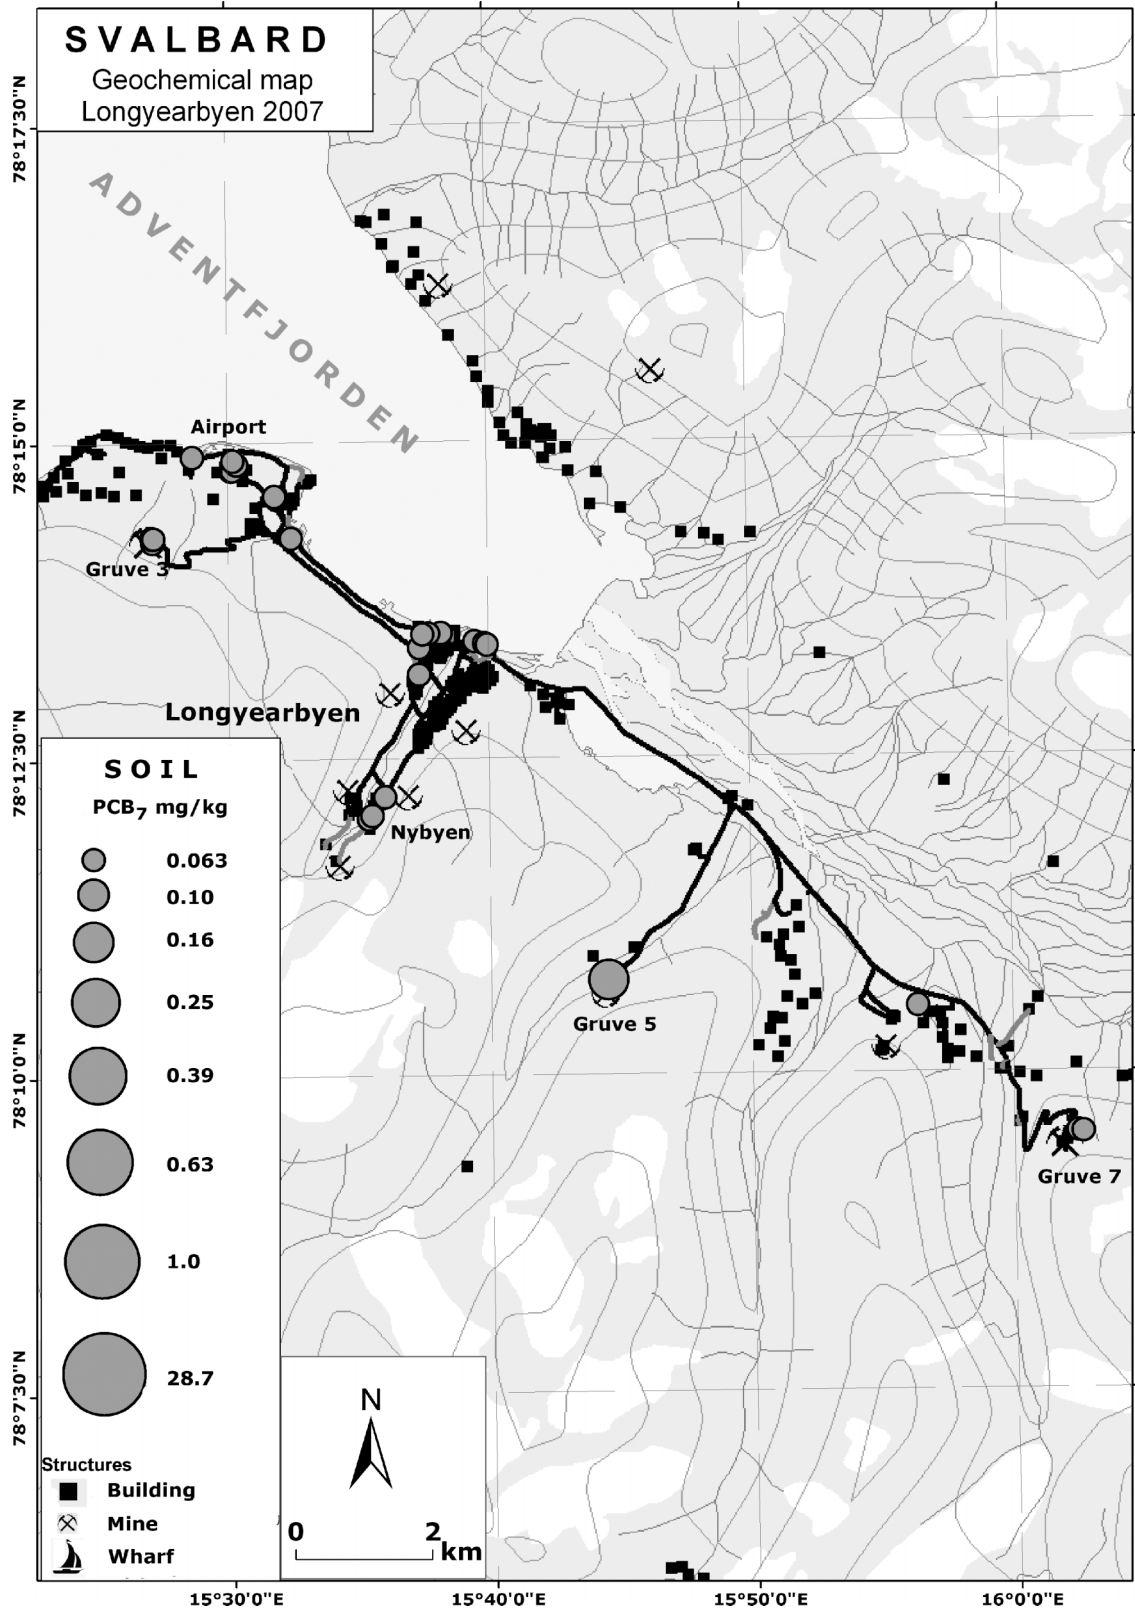 SVALBARD
Geochemical map
Longyearbyen 2007
ADVENTFJORDEN
Airport
Gruve 3
Longyearbyen
Nybyen
Gruve 5
Gruve 7
SOIL
PCB7 mg/kg
0.063
0.10
0.16
0.25
0.39
0.63
1.0
28.7
Structures
Building
Mine
Wharf
N
0 2
km
78°17'30"N
78°15'0"N
78°12'30"N
78°10'0"N
78°7'30"N
15°30'0"E 15°40'0"E 15°50'0"E 16°0'0"E